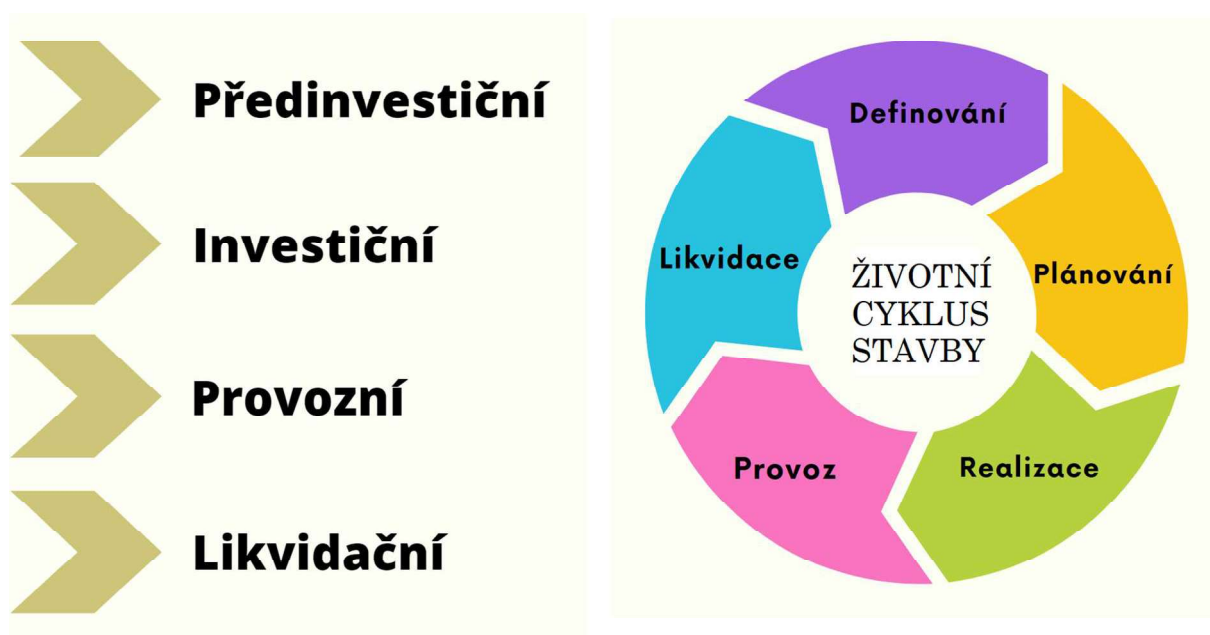 Předinvestiční
Investiční
Provozní
Likvidační
Definování
Plánování
Realizace
Provoz
Likvidace
ŽIVOTNÍ
CYKLUS
STAVBY